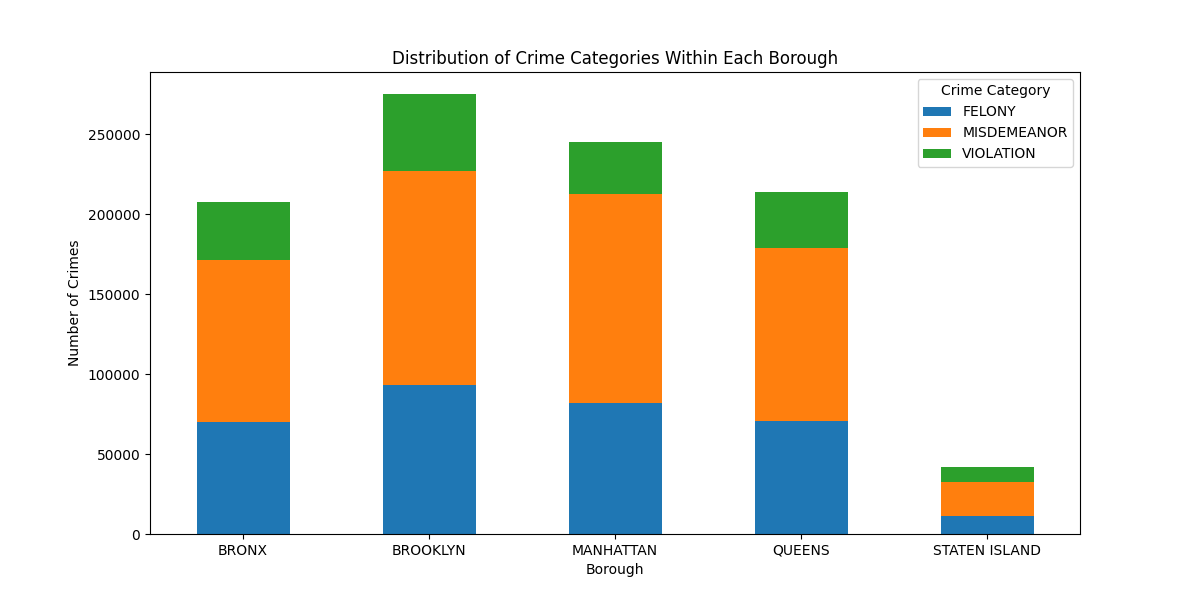 Distribution of Crime Categories Within Each Borough
Crime Category
FELONY
MISDEMEANOR
VIOLATION
Number of Crimes
250000
200000
150000
100000
50000
0
BRONX
BROOKLYN
MANHATTAN
QUEENS
STATEN ISLAND
Borough